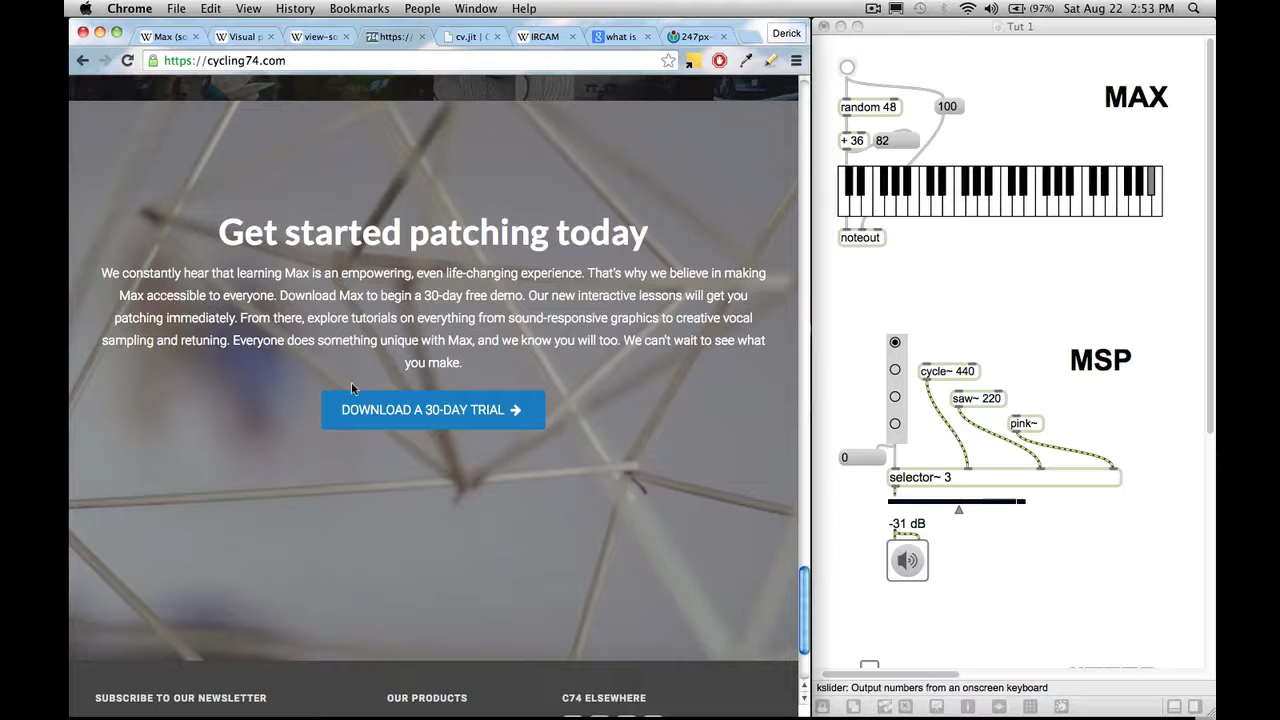 Chrome File Edit View History Bookmarks People Window Help (97%) Sat Aug 22 2:53 PM
Max (so
Visual p
view-so
https:/
cv.jit | C
IRCAM
what is
247px-
Derick
https://cycling74.com
Get started patching today
We constantly hear that learning Max is an empowering, even life-changing experience. That's why we believe in making
Max accessible to everyone. Download Max to begin a 30-day free demo. Our new interactive lessons will get you
patching immediately. From there, explore tutorials on everything from sound-responsive graphics to creative vocal
sampling and retuning. Everyone does something unique with Max, and we know you will too. We can't wait to see what
you make.
DOWNLOAD A 30-DAY TRIAL
SUBSCRIBE TO OUR NEWSLETTER
OUR PRODUCTS
C74 ELSEWHERE
Tut 1
MAX
random 48
100
+ 36
82
noteout
MSP
cycle~ 440
saw~ 220
pink~
0
selector~ 3
-31 dB
kslider: Output numbers from an onscreen keyboard